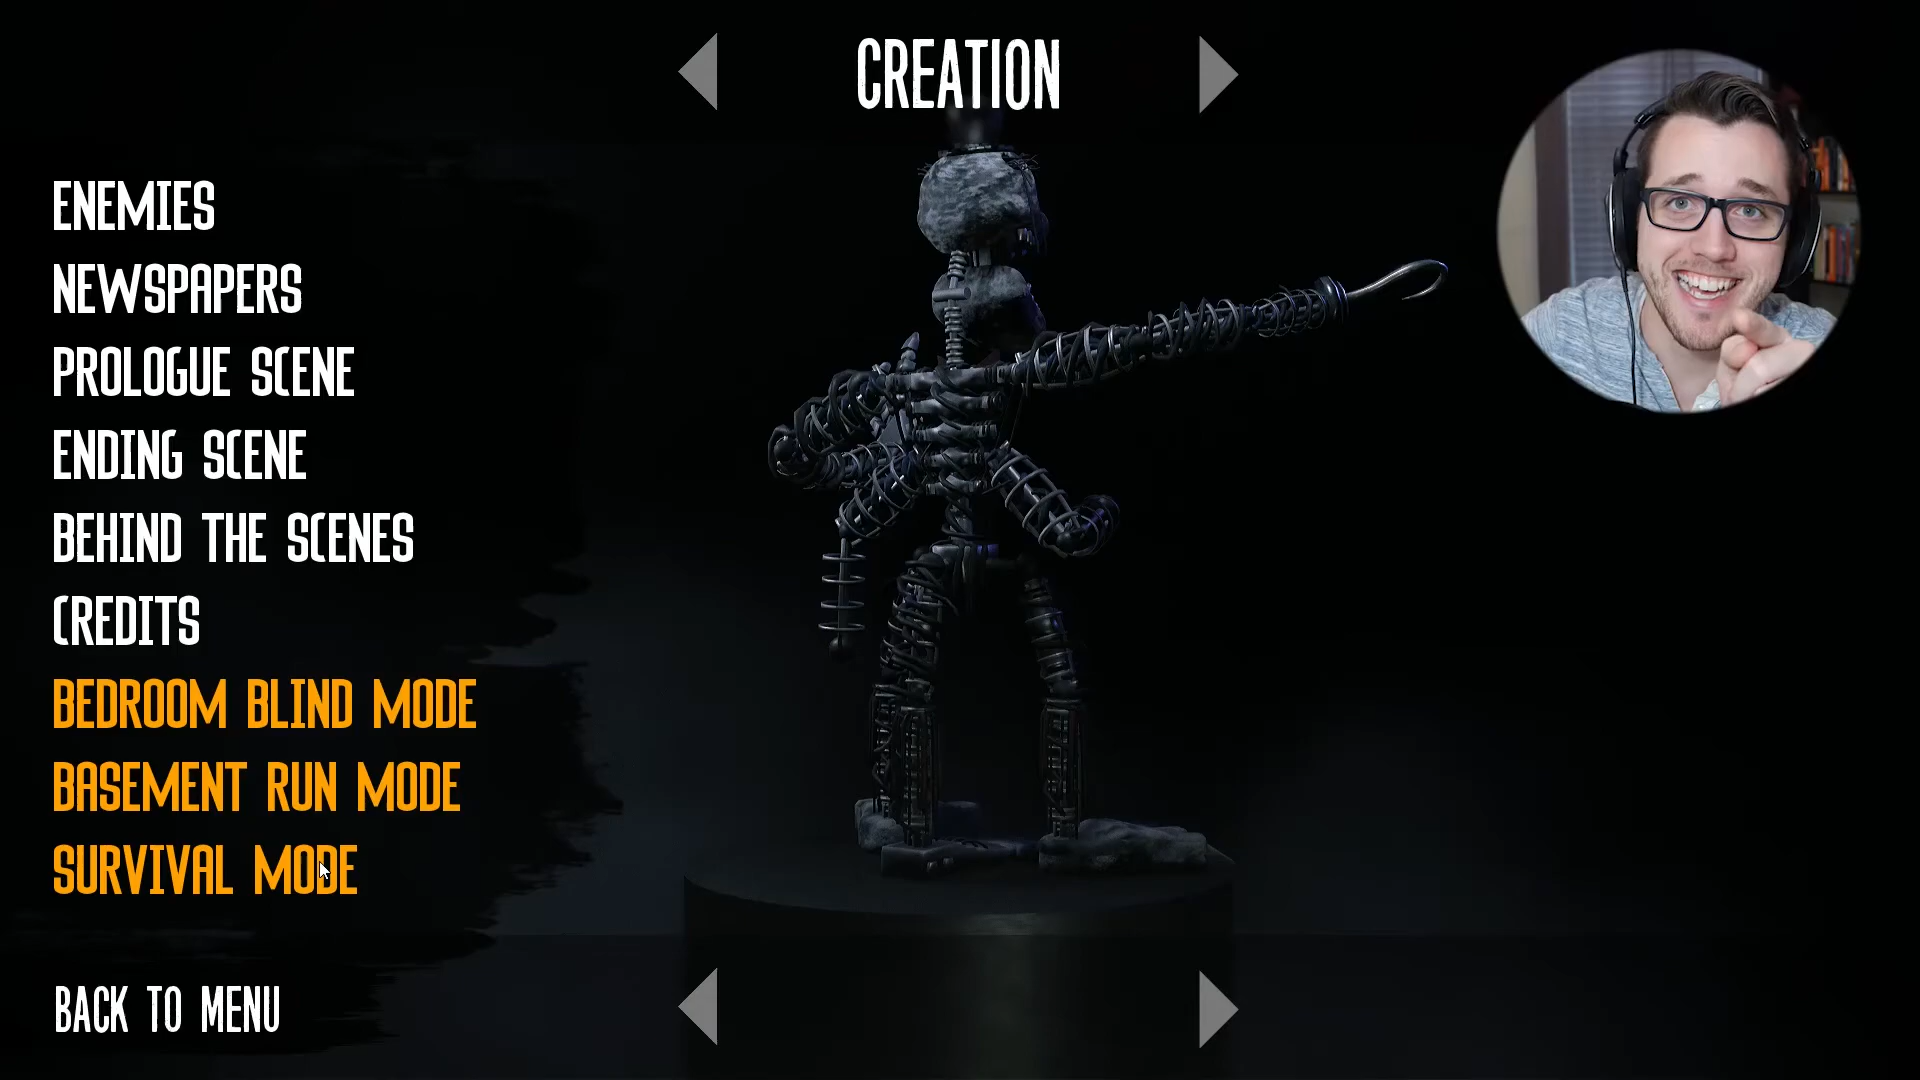 CREATION
ENEMIES
NEWSPAPERS
PROLOGUE SCENE
ENDING SCENE
BEHIND THE SCENES
CREDITS
BEDROOM BLIND MODE
BASEMENT RUN MODE
SURVIVAL MODE
BACK TO MENU